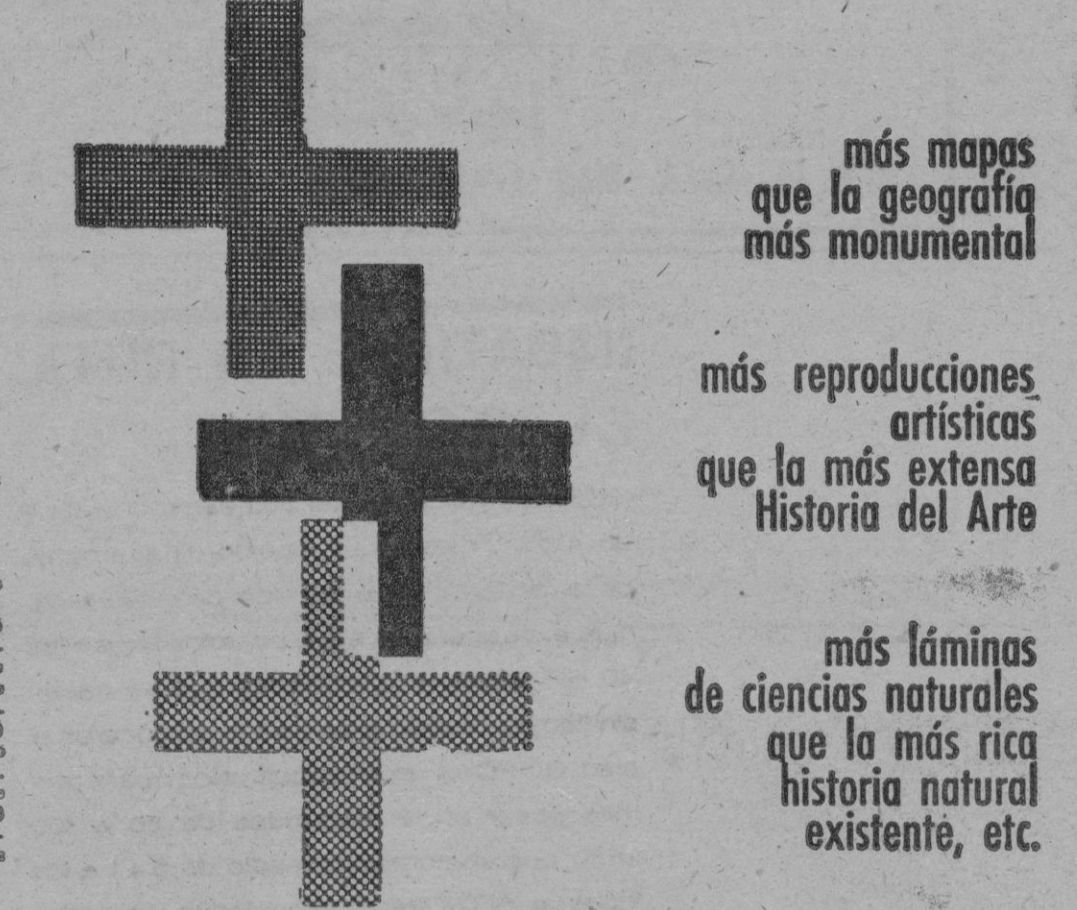 más mapas
que la geografía
más monumental
más reproducciones
artísticas
que la más extensa
Historia del Arte
más láminas
de ciencias naturales
que la más rica
historia natural
existente, etc.